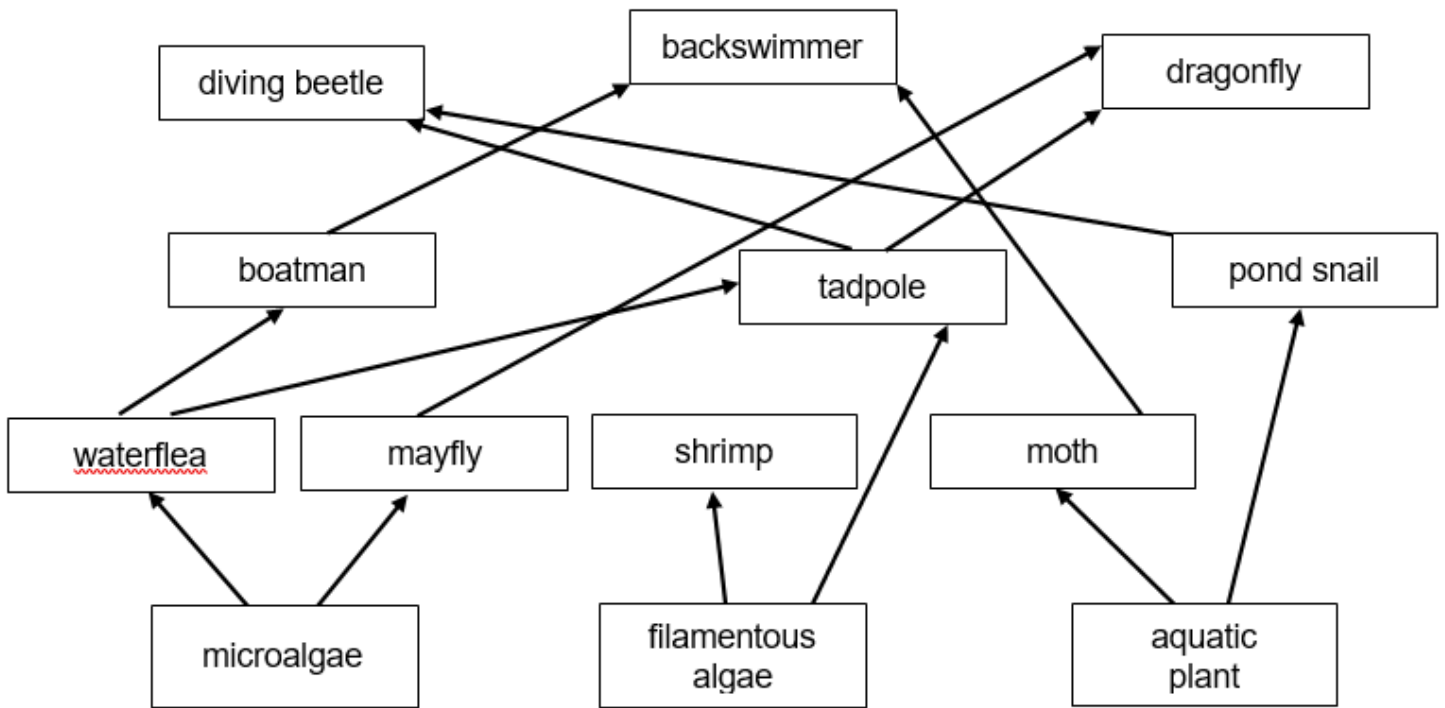 diving beetle
backswimmer
dragonfly
boatman
tadpole
pond snail
waterflea
mayfly
shrimp
moth
microalgae
filamentous
algae
aquatic
plant